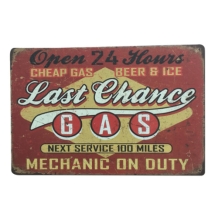 Open 24 Hours
CHEAP GAS BEER & ICE
Last Chance
GAS
NEXT SERVICE 100 MILES
MECHANIC ON DUTY